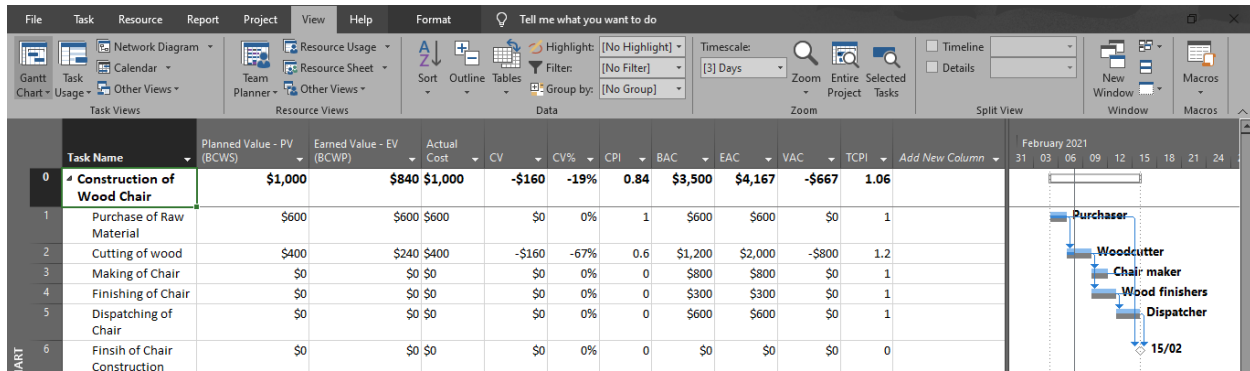 File Task Resource Report Project View Help Format Tell me what you want to do
Network Diagram Resource Usage Highlight: [No Highlight] Timescale: Timeline
Calendar Resource Sheet Filter: [No Filter] [3] Days Details
Gantt Chart Task Usage Other Views Team Planner Other Views Sort Outline Tables Group by: [No Group] Zoom Entire Project Selected Tasks New Window Macros
Task Views Resource Views Data Zoom Split View Window Macros
Task Name Planned Value - PV (BCWS) Earned Value - EV (BCWP) Actual Cost CV CV% CPI BAC EAC VAC TCPI Add New Column
February 2021
31 03 06 09 12 15 18 21 24
0 Construction of $1,000 $840 $1,000 -$160 -19% 0.84 $3,500 $4,167 -$667 1.06
Wood Chair
1 Purchase of Raw $600 $600 $600 $0 0% 1 $600 $600 $0 1 Purchaser
Material
2 Cutting of wood $400 $240 $400 -$160 -67% 0.6 $1,200 $2,000 -$800 1.2 Woodcutter
3 Making of Chair $0 $0 $0 $0 0% 0 $800 $800 $0 1 Chair maker
4 Finishing of Chair $0 $0 $0 $0 0% 0 $300 $300 $0 1 Wood finishers
5 Dispatching of $0 $0 $0 $0 0% 0 $600 $600 $0 1 Dispatcher
Chair
6 Finsih of Chair $0 $0 $0 $0 0% 0 $0 $0 $0 0 15/02
Construction